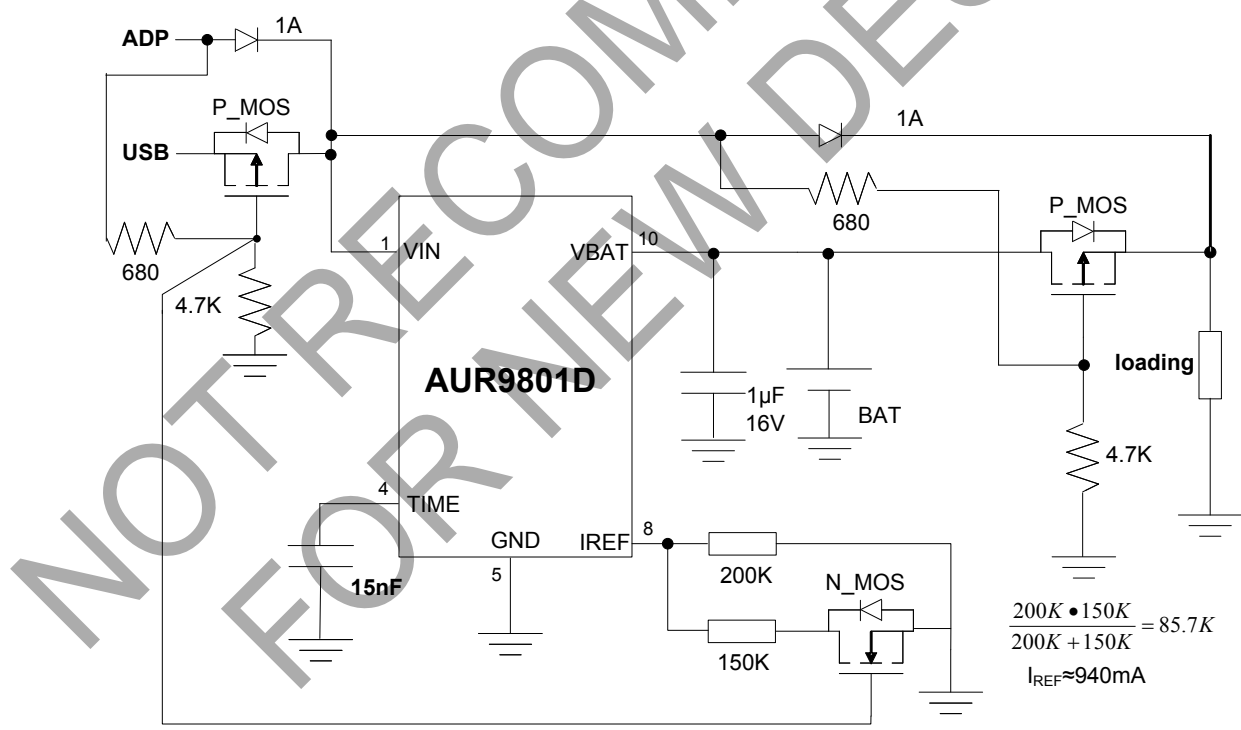 ADP
1A
P_MOS
USB
680
4.7K
1
VIN
VBAT
10
1A
680
P_MOS
AUR9801D
1µF
16V
BAT
loading
4.7K
4
TIME
15nF
GND
5
IREF
8
200K
150K
N_MOS
200K • 150K
200K + 150K
= 85.7K
IREF≈940mA
NOT RECOM
FOR NEW DES